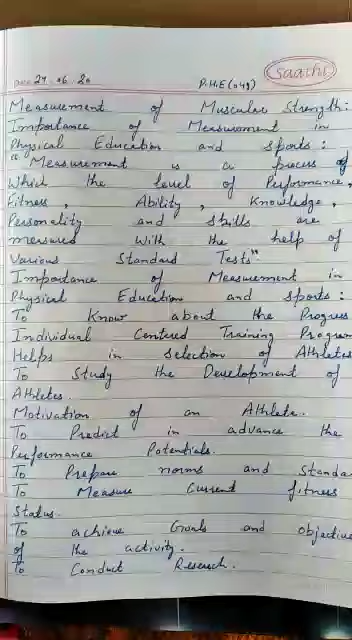 DATE 29.06.20 P.H.E (048) Saathi
Measurement of Muscular Strength:
Importance of Measurement in
Physical Education and sports:
"Measurement is a process of
Which the level of Performance,
Fitness, Ability, Knowledge,
Personality and skills are
measured with the help of
Various Standard Tests".
Importance of Measurement in
Physical Education and sports:
To Know about the Progress
Individual Centered Training Program
Helps in selection of Athletes
To Study the Development of
Athletes.
Motivation of an Athlete.
To Predict in advance the
Performance Potentials.
To Prepare norms and Standa
To Measure Current fitness
Status.
To achieve Goals and objective
of the activity.
To Conduct Research.